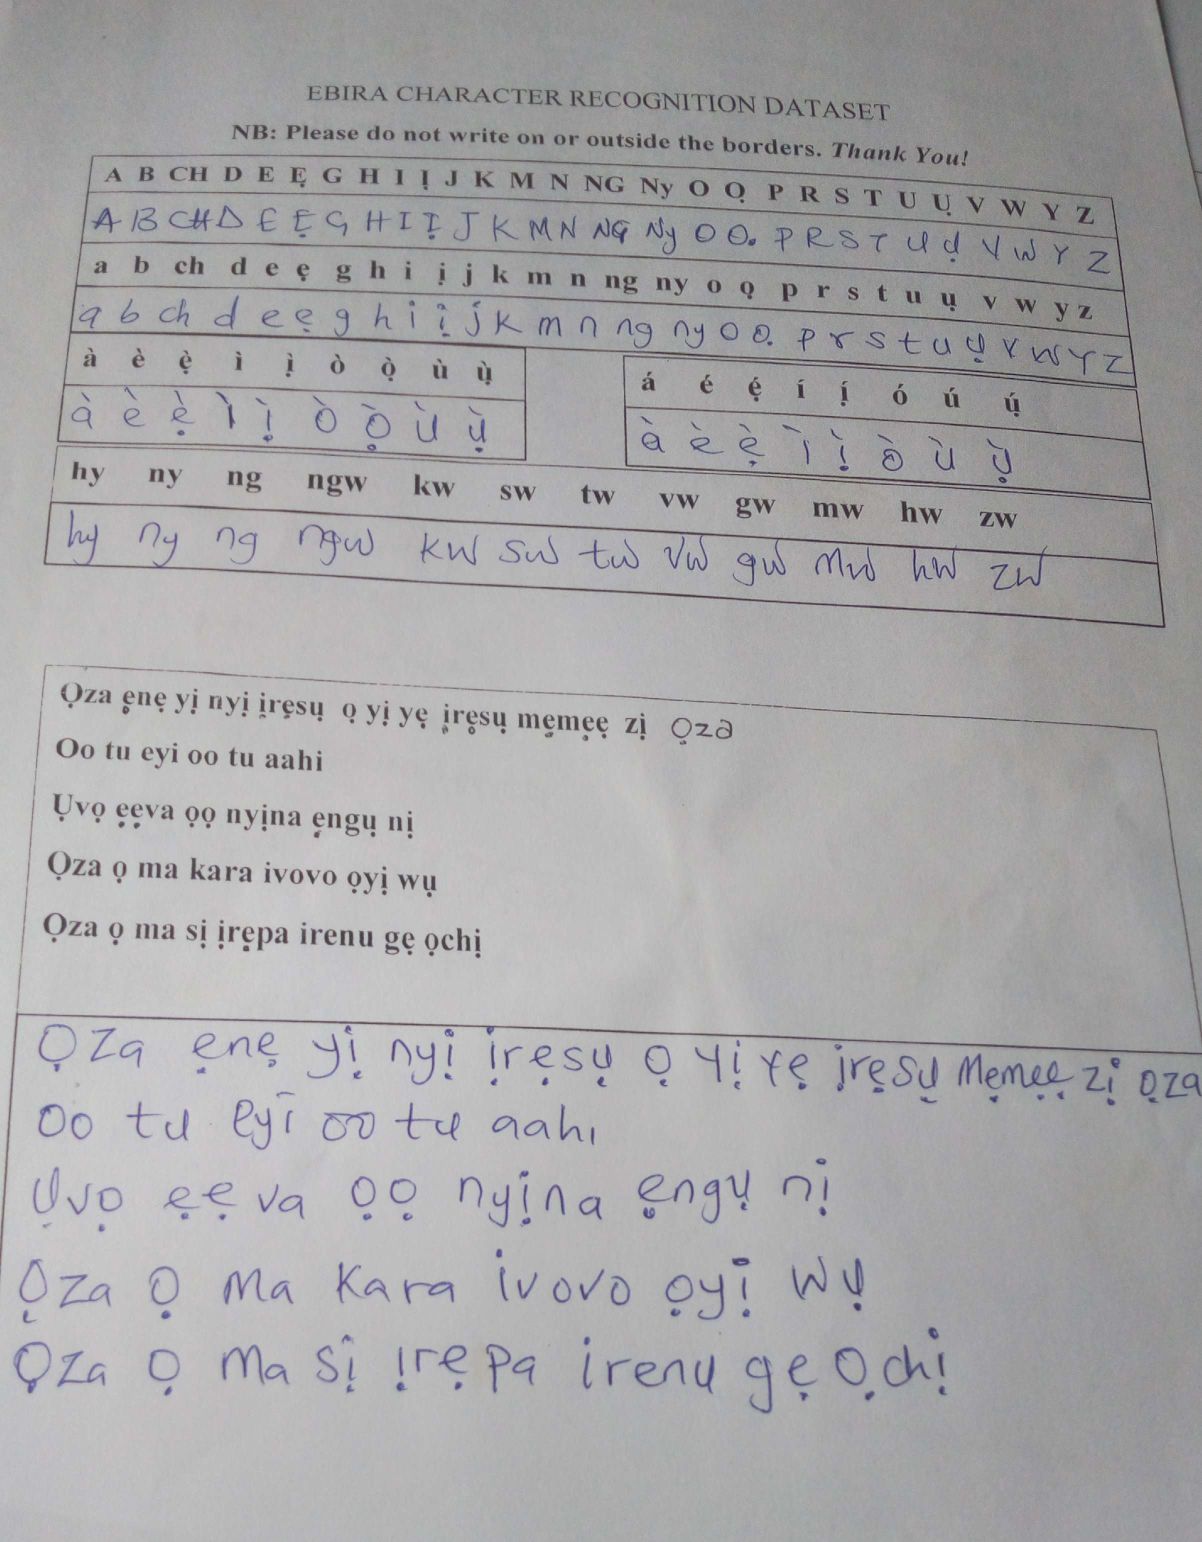 EBIRA CHARACTER RECOGNITION DATASET
NB: Please do not write on or outside the borders. Thank You!
A B CH D E Ẹ G H I Ị J K M N NG Ny O Ọ P R S T U Ụ V W Y Z
A B CH D E Ẹ G H I Ị J K M N NG Ny O Ọ P R S T U Ụ V W Y Z
a b ch d e ẹ g h i ị j k m n ng ny o ọ p r s t u ụ v w y z
a b ch d e ẹ g h i ị j k m n ng ny o ọ p r s t u ụ v w y z
à è ẹ̀ ì ị̀ ò ọ̀ ù ụ̀
à è ẹ̀ ì ị̀ ò ọ̀ ù ụ̀
á é ẹ́ í ị́ ó ú ụ́
à è ẹ̀ ì ị̀ ò ù ụ̀
hy ny ng ngw kw sw tw vw gw mw hw zw
hy ny ng ngw kw sw tw vw gw mw hw zw
Ọza ẹnẹ yị nyị ịrẹsụ ọ yị yẹ ịrẹsụ mẹmẹẹ zị ọza
Oo tu eyi oo tu aahi
Ụvọ ẹẹva ọọ nyịna ẹngụ nị
Ọza ọ ma kara ivovo ọyị wụ
Ọza ọ ma sị ịrẹpa irenu gẹ ọchị
Ọza ẹnẹ yị nyị ịrẹsụ ọ yị yẹ ịrẹsụ mẹmẹẹ zị ọza
Oo tu eyi oo tu aahi
Ụvọ ẹẹva ọọ nyịna ẹngụ nị
Ọza ọ ma kara ivovo ọyị wụ
Ọza ọ ma sị ịrẹpa irenu gẹ ọchị